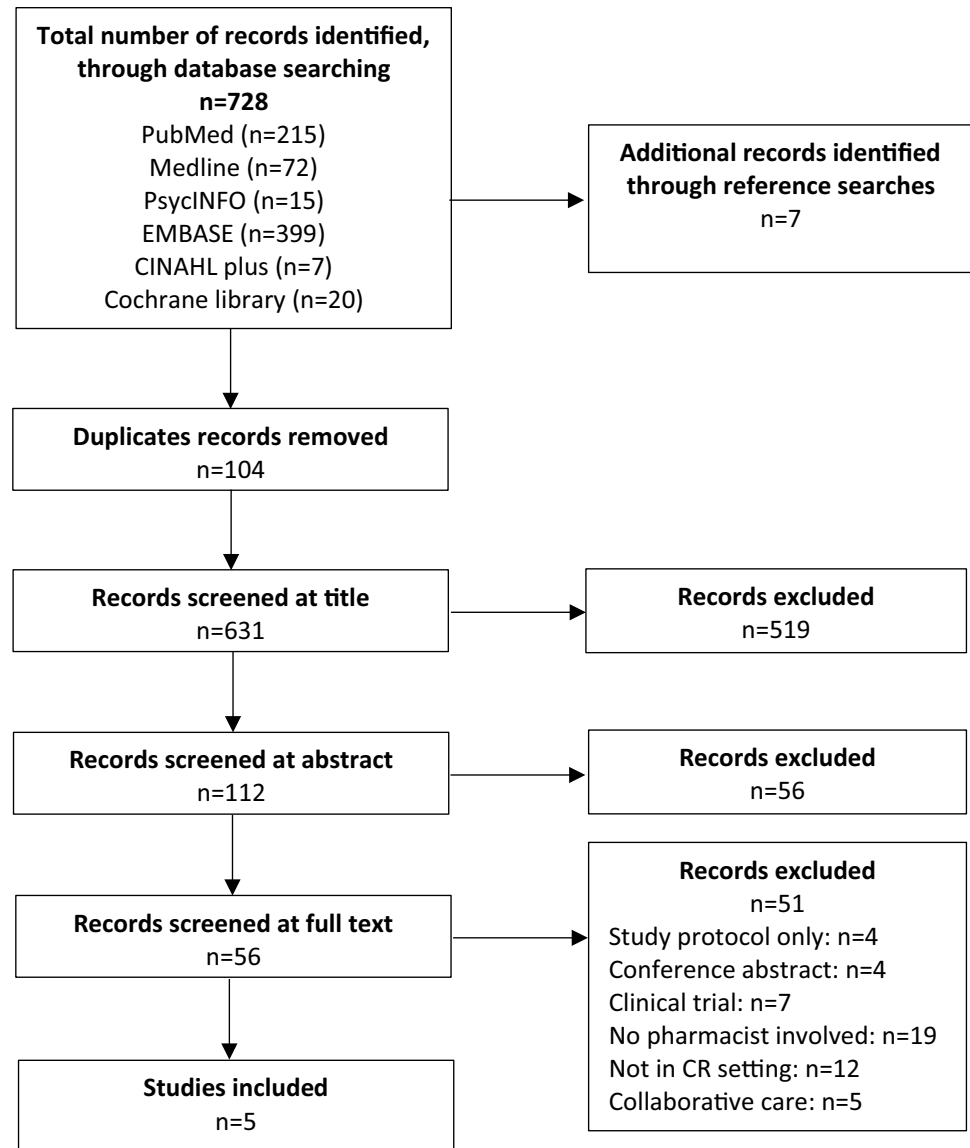 Total number of records identified,
through database searching
n=728
PubMed (n=215)
Medline (n=72)
PsycINFO (n=15)
EMBASE (n=399)
CINAHL plus (n=7)
Cochrane library (n=20)
Additional records identified
through reference searches
n=7
Duplicates records removed
n=104
Records screened at title
n=631
Records excluded
n=519
Records screened at abstract
n=112
Records excluded
n=56
Records screened at full text
n=56
Records excluded
n=51
Study protocol only: n=4
Conference abstract: n=4
Clinical trial: n=7
No pharmacist involved: n=19
Not in CR setting: n=12
Collaborative care: n=5
Studies included
n=5